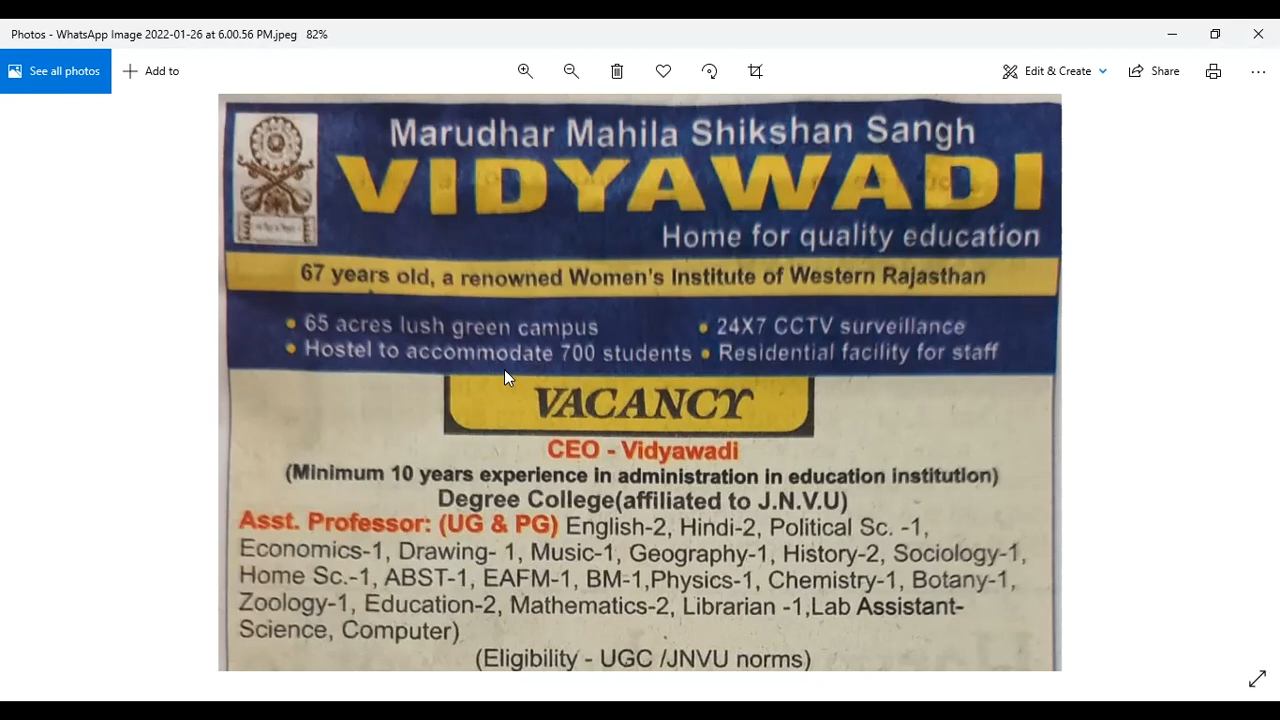 Photos - WhatsApp Image 2022-01-26 at 6.00.56 PM.jpeg 82%
See all photos
Add to
Edit & Create
Share
Marudhar Mahila Shikshan Sangh
VIDYAWADI
Home for quality education
67 years old, a renowned Women's Institute of Western Rajasthan
• 65 acres lush green campus • 24X7 CCTV surveillance
• Hostel to accommodate 700 students • Residential facility for staff
VACANCY
CEO - Vidyawadi
(Minimum 10 years experience in administration in education institution)
Degree College(affiliated to J.N.V.U)
Asst. Professor: (UG & PG) English-2, Hindi-2, Political Sc. -1,
Economics-1, Drawing- 1, Music-1, Geography-1, History-2, Sociology-1,
Home Sc.-1, ABST-1, EAFM-1, BM-1,Physics-1, Chemistry-1, Botany-1,
Zoology-1, Education-2, Mathematics-2, Librarian -1,Lab Assistant-
Science, Computer)
(Eligibility - UGC /JNVU norms)